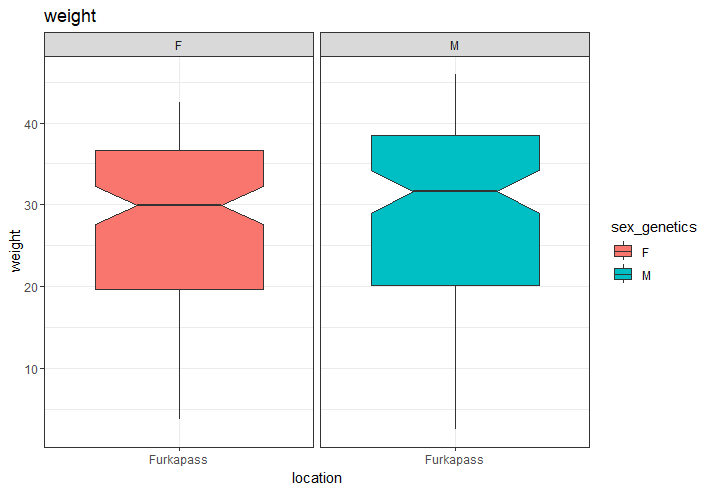 weight
F
M
weight
40
30
20
10
Furkapass
Furkapass
location
sex_genetics
F
M